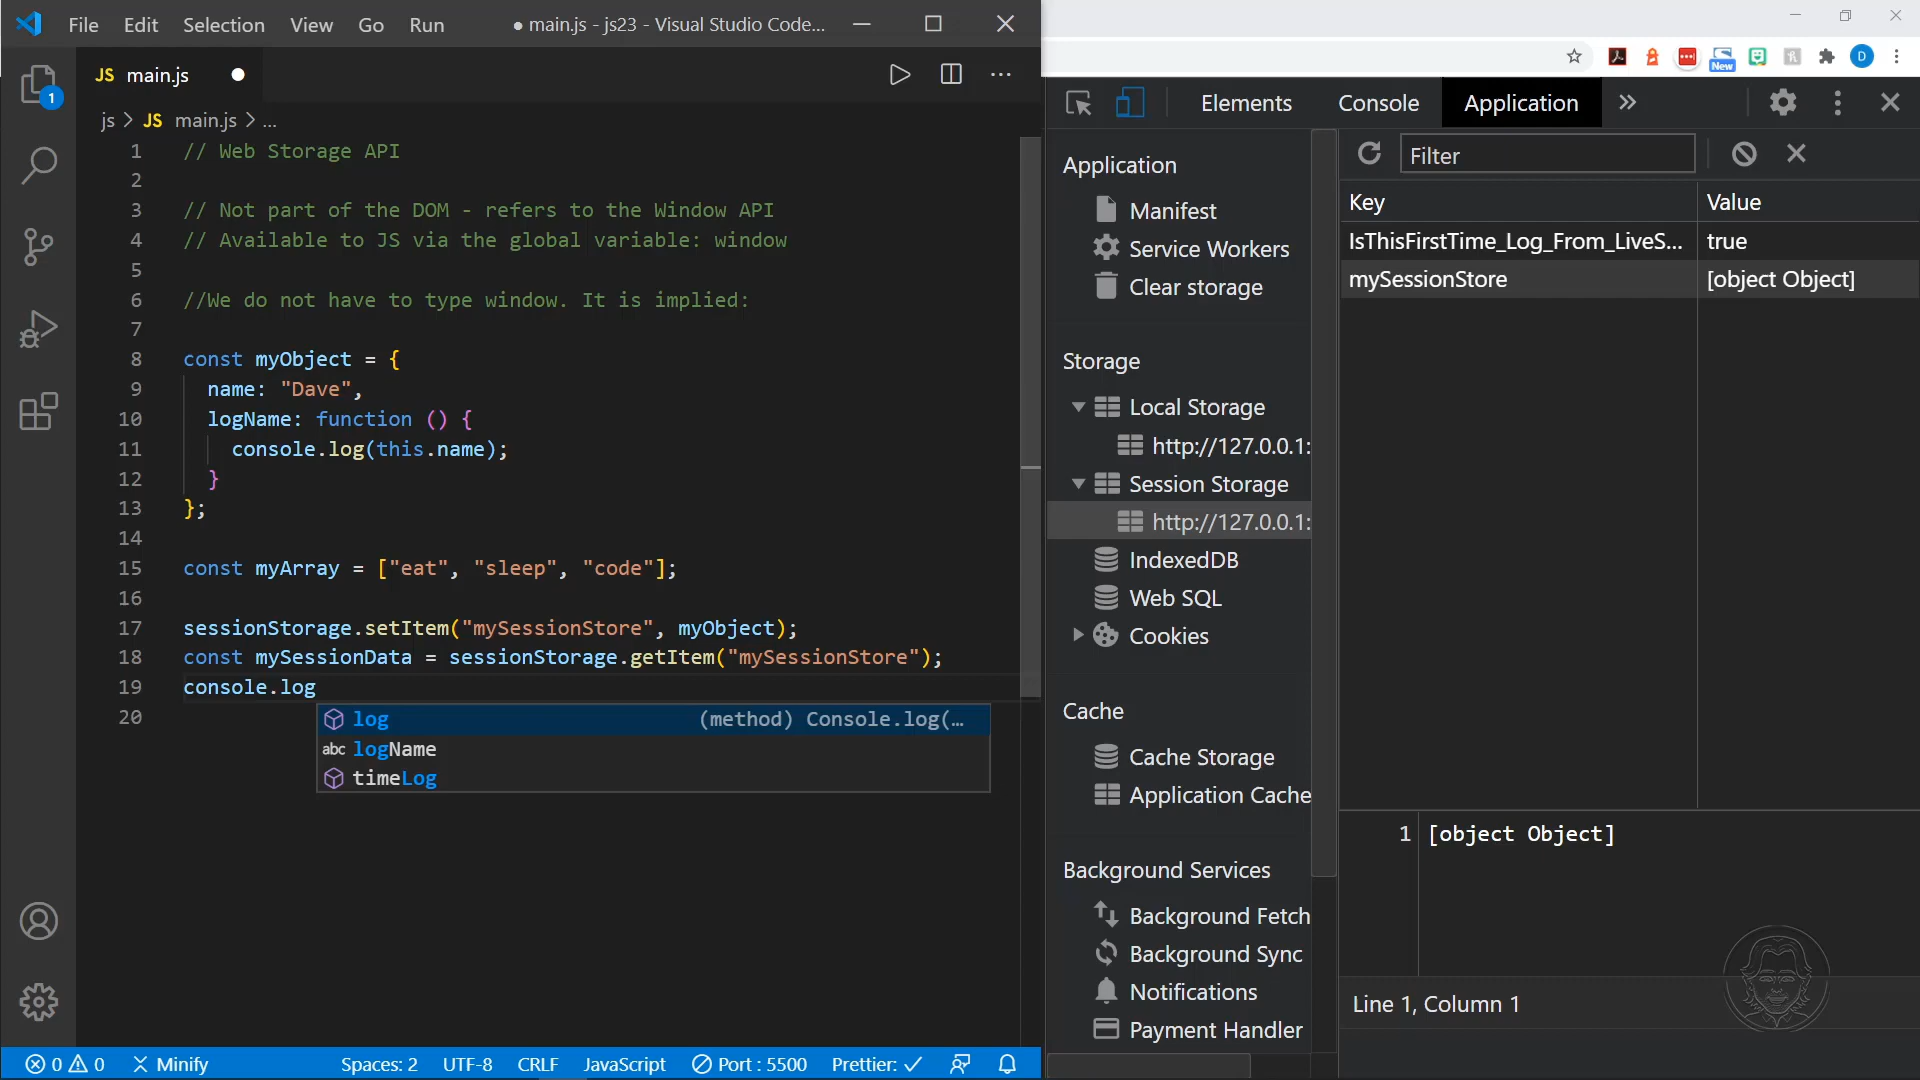 File Edit Selection View Go Run ● main.js - js23 - Visual Studio Code...
JS main.js
js > JS main.js > ...
1 // Web Storage API
2
3 // Not part of the DOM - refers to the Window API
4 // Available to JS via the global variable: window
5
6 //We do not have to type window. It is implied:
7
8 const myObject = {
9 name: "Dave",
10 logName: function () {
11 console.log(this.name);
12 }
13 };
14
15 const myArray = ["eat", "sleep", "code"];
16
17 sessionStorage.setItem("mySessionStore", myObject);
18 const mySessionData = sessionStorage.getItem("mySessionStore");
19 console.log
20
log (method) Console.log(…
abc logName
timeLog
1
0 0 Minify Spaces: 2 UTF-8 CRLF JavaScript Port : 5500 Prettier: ✓
New
D
Elements Console Application »
Application
Manifest
Service Workers
Clear storage
Storage
Local Storage
http://127.0.0.1:
Session Storage
http://127.0.0.1:
IndexedDB
Web SQL
Cookies
Cache
Cache Storage
Application Cache
Background Services
Background Fetch
Background Sync
Notifications
Payment Handler
Filter
Key Value
IsThisFirstTime_Log_From_LiveS... true
mySessionStore [object Object]
1 [object Object]
Line 1, Column 1